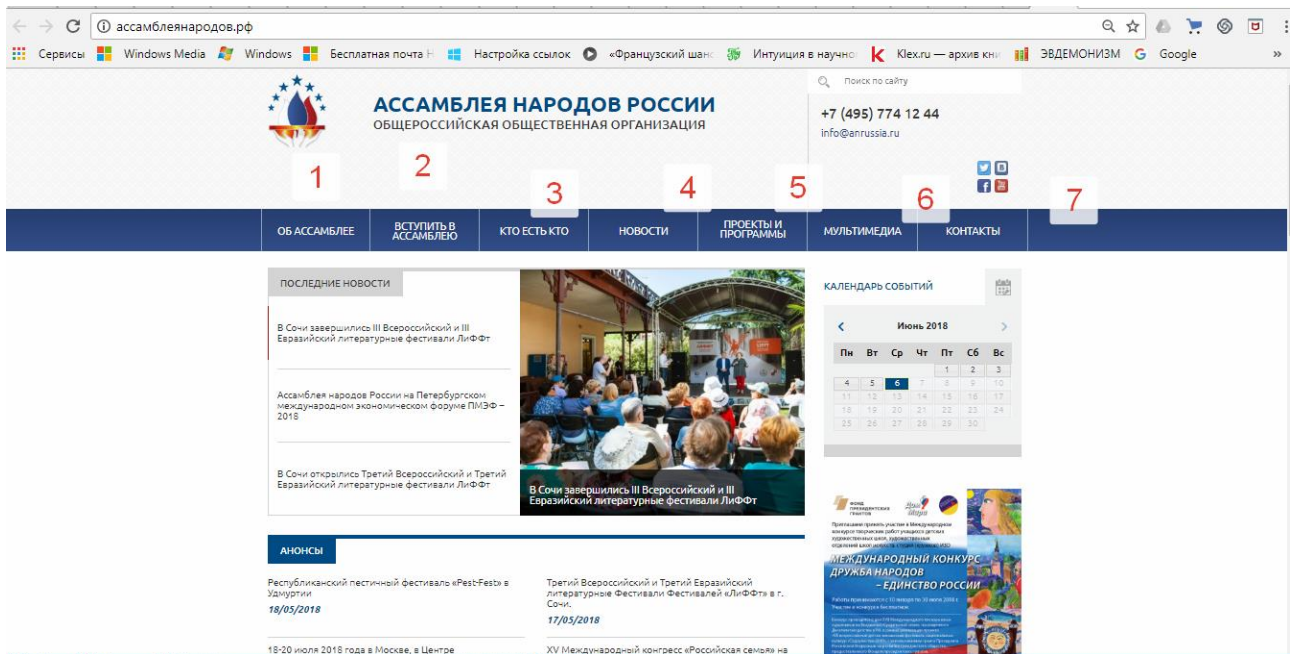 ассамблеянародов.рф
Сервисы Windows Media Windows Бесплатная почта H Настройка ссылок «Французский шанс Интуиция в научно Klex.ru — архив кни ЭВДЕМОНИЗМ G Google »
Поиск по сайту
АССАМБЛЕЯ НАРОДОВ РОССИИ
ОБЩЕРОССИЙСКАЯ ОБЩЕСТВЕННАЯ ОРГАНИЗАЦИЯ
+7 (495) 774 12 44
info@anrussia.ru
1 2 3 4 5 6 7
ОБ АССАМБЛЕЕ
ВСТУПИТЬ В
АССАМБЛЕЮ
КТО ЕСТЬ КТО
НОВОСТИ
ПРОЕКТЫ И
ПРОГРАММЫ
МУЛЬТИМЕДИА
КОНТАКТЫ
ПОСЛЕДНИЕ НОВОСТИ
В Сочи завершились III Всероссийский и III
Евразийский литературные фестивали ЛиФФт
Ассамблея народов России на Петербургском
международном экономическом форуме ПМЭФ –
2018
В Сочи открылись Третий Всероссийский и Третий
Евразийский литературные фестивали ЛиФФт
В Сочи завершились III Всероссийский и III
Евразийский литературные фестивали ЛиФФт
КАЛЕНДАРЬ СОБЫТИЙ
Июнь 2018
Пн Вт Ср Чт Пт Сб Вс
1 2 3
4 5 6 7 8 9 10
11 12 13 14 15 16 17
18 19 20 21 22 23 24
25 26 27 28 29 30
АНОНСЫ
Республиканский пестичный фестиваль «Pest-Fest» в
Удмуртии
18/05/2018
Третий Всероссийский и Третий Евразийский
литературные Фестивали Фестивалей «ЛиФФт» в г.
Сочи.
17/05/2018
18-20 июля 2018 года в Москве, в Центре
XV Международный конгресс «Российская семья» на
ФОНД
ПРЕЗИДЕНТСКИХ
ГРАНТОВ
Дом
Мира
МЕЖДУНАРОДНЫЙ КОНКУРС
ДРУЖБА НАРОДОВ
– ЕДИНСТВО РОССИИ